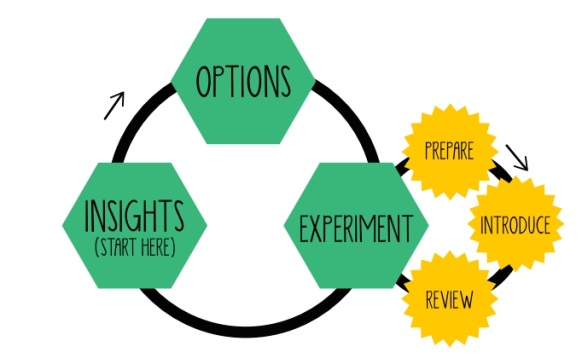 OPTIONS
INSIGHTS
(START HERE)
EXPERIMENT
PREPARE
INTRODUCE
REVIEW